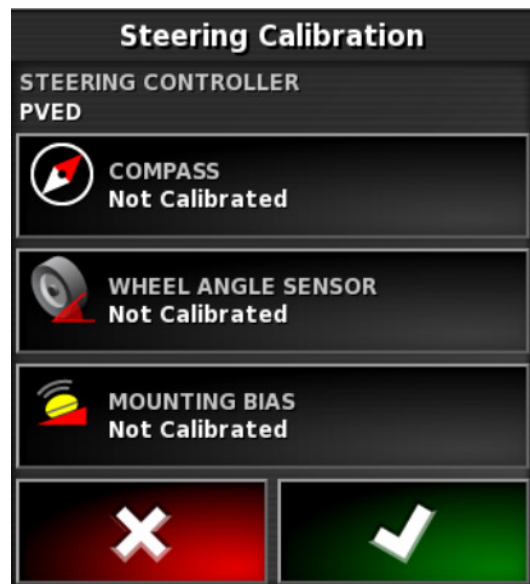 Steering Calibration
STEERING CONTROLLER
PVED
COMPASS
Not Calibrated
WHEEL ANGLE SENSOR
Not Calibrated
MOUNTING BIAS
Not Calibrated